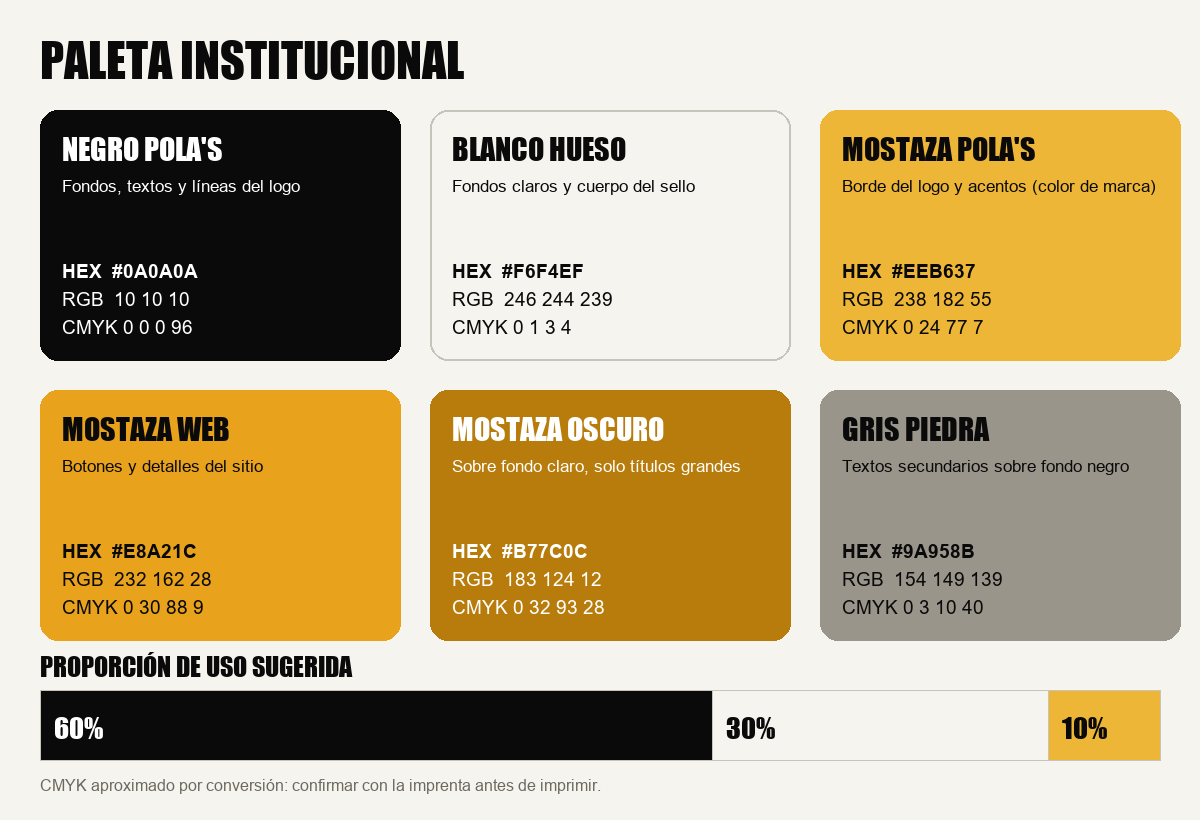 PALETA INSTITUCIONAL
NEGRO POLA'S
Fondos, textos y líneas del logo
HEX #0A0A0A
RGB 10 10 10
CMYK 0 0 0 96
BLANCO HUESO
Fondos claros y cuerpo del sello
HEX #F6F4EF
RGB 246 244 239
CMYK 0 1 3 4
MOSTAZA POLA'S
Borde del logo y acentos (color de marca)
HEX #EEB637
RGB 238 182 55
CMYK 0 24 77 7
MOSTAZA WEB
Botones y detalles del sitio
HEX #E8A21C
RGB 232 162 28
CMYK 0 30 88 9
MOSTAZA OSCURO
Sobre fondo claro, solo títulos grandes
HEX #B77C0C
RGB 183 124 12
CMYK 0 32 93 28
GRIS PIEDRA
Textos secundarios sobre fondo negro
HEX #9A958B
RGB 154 149 139
CMYK 0 3 10 40
PROPORCIÓN DE USO SUGERIDA
60%
30%
10%
CMYK aproximado por conversión: confirmar con la imprenta antes de imprimir.